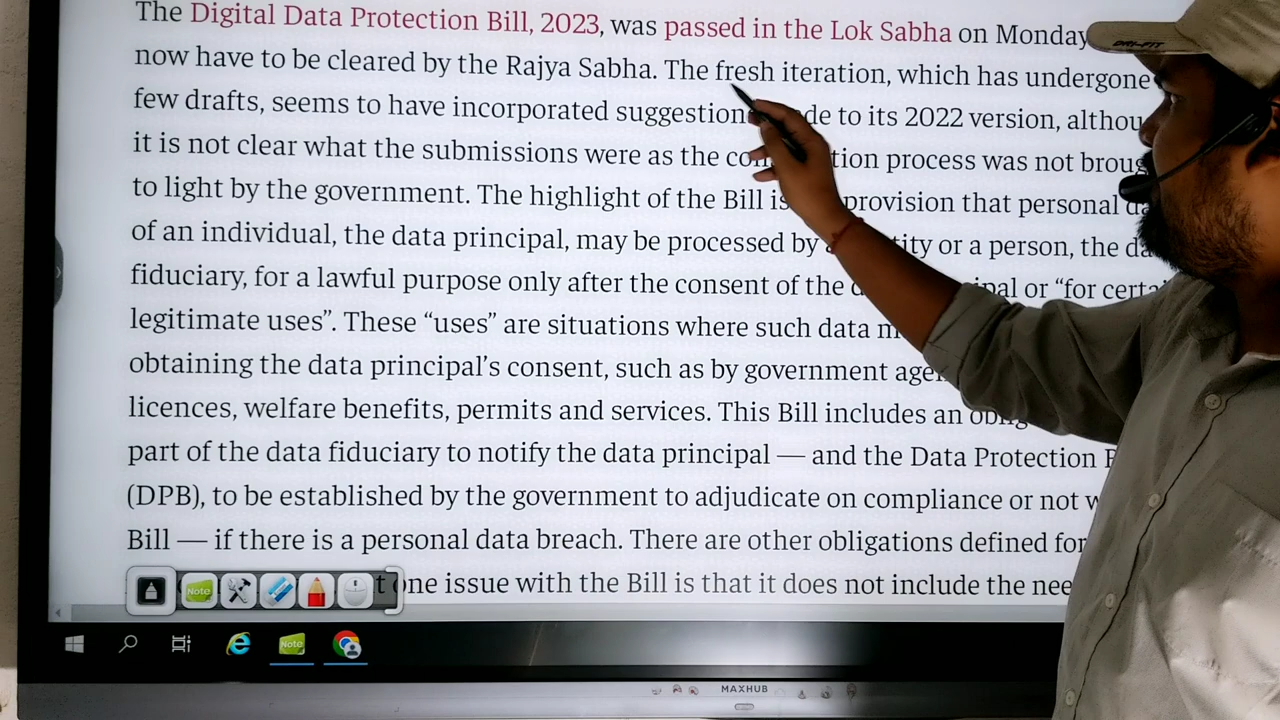 The Digital Data Protection Bill, 2023, was passed in the Lok Sabha on Monday
now have to be cleared by the Rajya Sabha. The fresh iteration, which has undergone
few drafts, seems to have incorporated suggestion de to its 2022 version, althou
it is not clear what the submissions were as the con tion process was not broug
to light by the government. The highlight of the Bill is provision that personal da
of an individual, the data principal, may be processed by tity or a person, the da
fiduciary, for a lawful purpose only after the consent of the ipal or “for certai
legitimate uses”. These “uses” are situations where such data m
obtaining the data principal’s consent, such as by government agen
licences, welfare benefits, permits and services. This Bill includes an oblig
part of the data fiduciary to notify the data principal — and the Data Protection B
(DPB), to be established by the government to adjudicate on compliance or not w
Bill — if there is a personal data breach. There are other obligations defined for
t one issue with the Bill is that it does not include the nee
Note
Note
MAXHUB
DRI-FIT